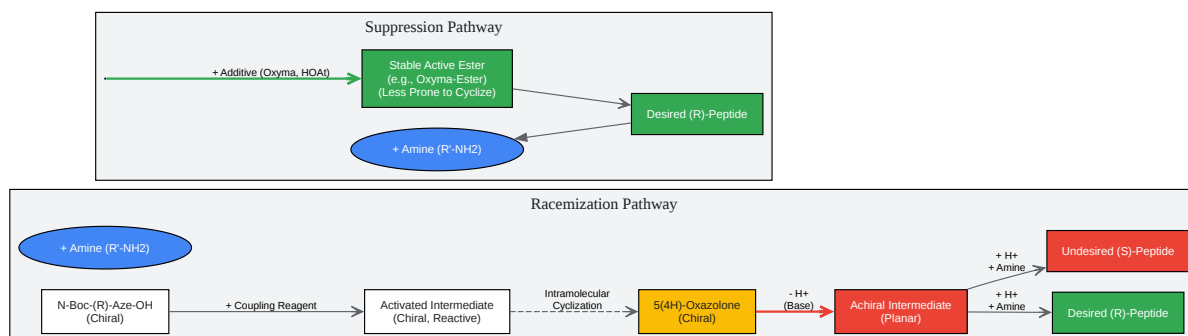 Suppression Pathway
+ Additive (Oxyma, HOAt)
Stable Active Ester
(e.g., Oxyma-Ester)
(Less Prone to Cyclize)
Desired (R)-Peptide
+ Amine (R'-NH2)
Racemization Pathway
+ Amine (R'-NH2)
N-Boc-(R)-Aze-OH
(Chiral)
+ Coupling Reagent
Activated Intermediate
(Chiral, Reactive)
Intramolecular
Cyclization
5(4H)-Oxazolone
(Chiral)
- H+
(Base)
Achiral Intermediate
(Planar)
+ H+
+ Amine
Undesired (S)-Peptide
+ H+
+ Amine
Desired (R)-Peptide